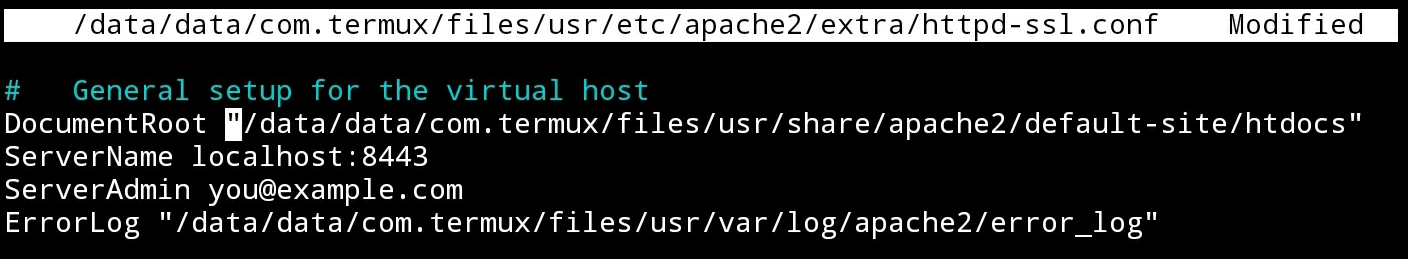 /data/data/com.termux/files/usr/etc/apache2/extra/httpd-ssl.conf    Modified
#   General setup for the virtual host
DocumentRoot "/data/data/com.termux/files/usr/share/apache2/default-site/htdocs"
ServerName localhost:8443
ServerAdmin you@example.com
ErrorLog "/data/data/com.termux/files/usr/var/log/apache2/error_log"